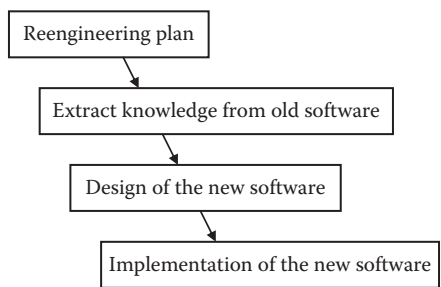 Reengineering plan
Extract knowledge from old software
Design of the new software
Implementation of the new software